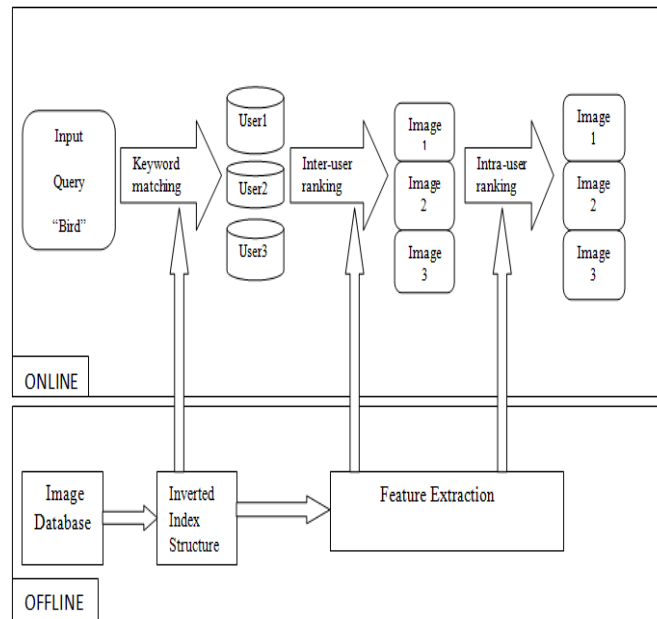 Input
Query
“Bird”
Keyword
matching
User1
User2
User3
Inter-user
ranking
Image
1
Image
2
Image
3
Intra-user
ranking
Image
1
Image
2
Image
3
ONLINE
Image
Database
Inverted
Index
Structure
Feature Extraction
OFFLINE